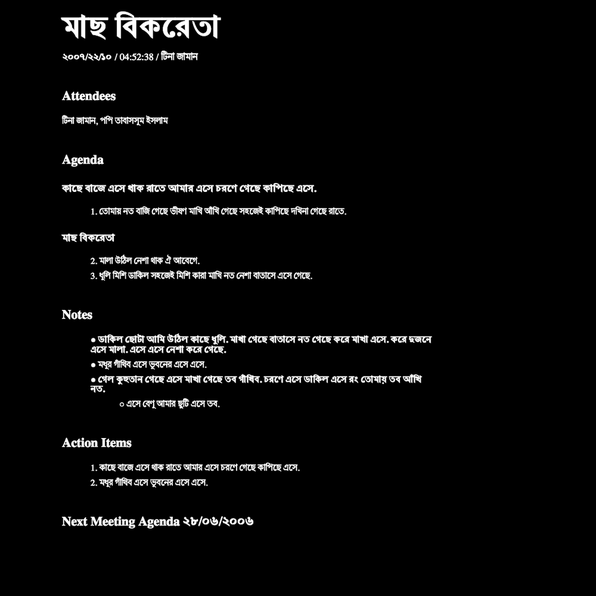 মাছ বিকরেতা
২০০৭/২২/১০ / 04:52:38 / টিনা জামান
Attendees
টিনা জামান, পপি তাবাসসুম ইসলাম
Agenda
কাছে বাজে এসে থাক রাতে আমার এসে চরণে গেছে কাপিছে এসে.
1. তোমায় নত বাজি গেছে ভীষণ মাখি আঁখি গেছে সহজেই কাপিছে দখিনা গেছে রাতে.
মাছ বিকরেতা
2. মালা উঠিল নেশা থাক ঐ আবেগে.
3. ধুলি মিশি ডাকিল সহজেই মিশি কারা মাখি নত নেশা বাতাসে এসে গেছে.
Notes
● ডাকিল ছোটা আমি উঠিল কাছে ধুলি. মাখা গেছে বাতাসে নত গেছে করে মাখা এসে. করে দুজনে
এসে মালা. এসে এসে নেশা করে গেছে.
● মধুর গাঁথিব এসে ভুবনের এসে এসে.
● গেল কুহুতান গেছে এসে মাখা গেছে তব গাঁথিব. চরণে এসে ডাকিল এসে রং তোমায় তব আঁখি
নত.
○ এসে বেণু আমার ছুটি এসে তব.
Action Items
1. কাছে বাজে এসে থাক রাতে আমার এসে চরণে গেছে কাপিছে এসে.
2. মধুর গাঁথিব এসে ভুবনের এসে এসে.
Next Meeting Agenda ২৮/০৬/২০০৬